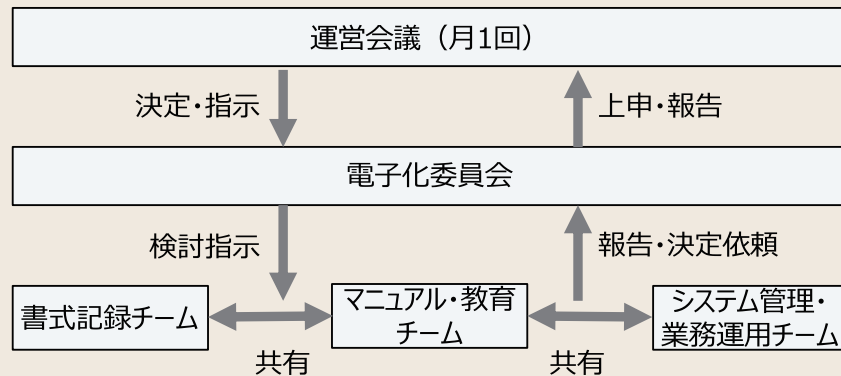 運営会議（月1回）
決定・指示
上申・報告
電子化委員会
検討指示
報告・決定依頼
書式記録チーム
マニュアル・教育
チーム
システム管理・
業務運用チーム
共有
共有